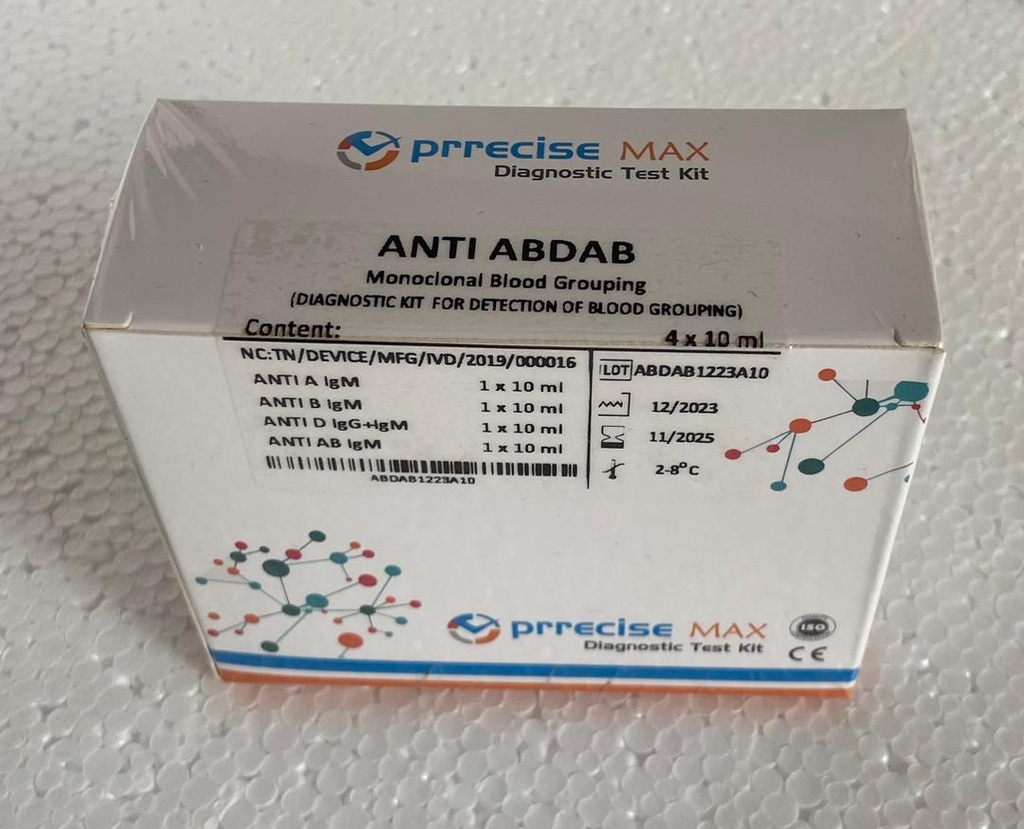 prrecise MAX
Diagnostic Test Kit
ANTI ABDAB
Monoclonal Blood Grouping
(DIAGNOSTIC KIT FOR DETECTION OF BLOOD GROUPING)
Content: 4 x 10 ml
NC:TN/DEVICE/MFG/IVD/2019/000016
ANTI A IgM 1 x 10 ml
ANTI B IgM 1 x 10 ml
ANTI D IgG+IgM 1 x 10 ml
ANTI AB IgM 1 x 10 ml
ABDAB1223A10
LOT ABDAB1223A10
12/2023
11/2025
2-8°C
prrecise MAX
Diagnostic Test Kit
ISO
CE